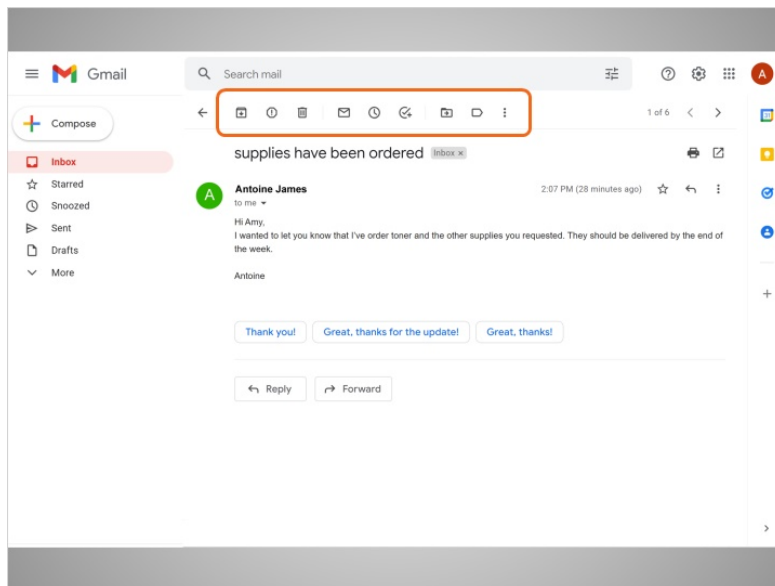 Gmail
Search mail
A
Compose
1 of 6
31
Inbox
Starred
Snoozed
Sent
Drafts
More
supplies have been ordered Inbox x
A
Antoine James
2:07 PM (28 minutes ago)
to me
Hi Amy,
I wanted to let you know that I've order toner and the other supplies you requested. They should be delivered by the end of
the week.
Antoine
Thank you! Great, thanks for the update! Great, thanks!
Reply Forward